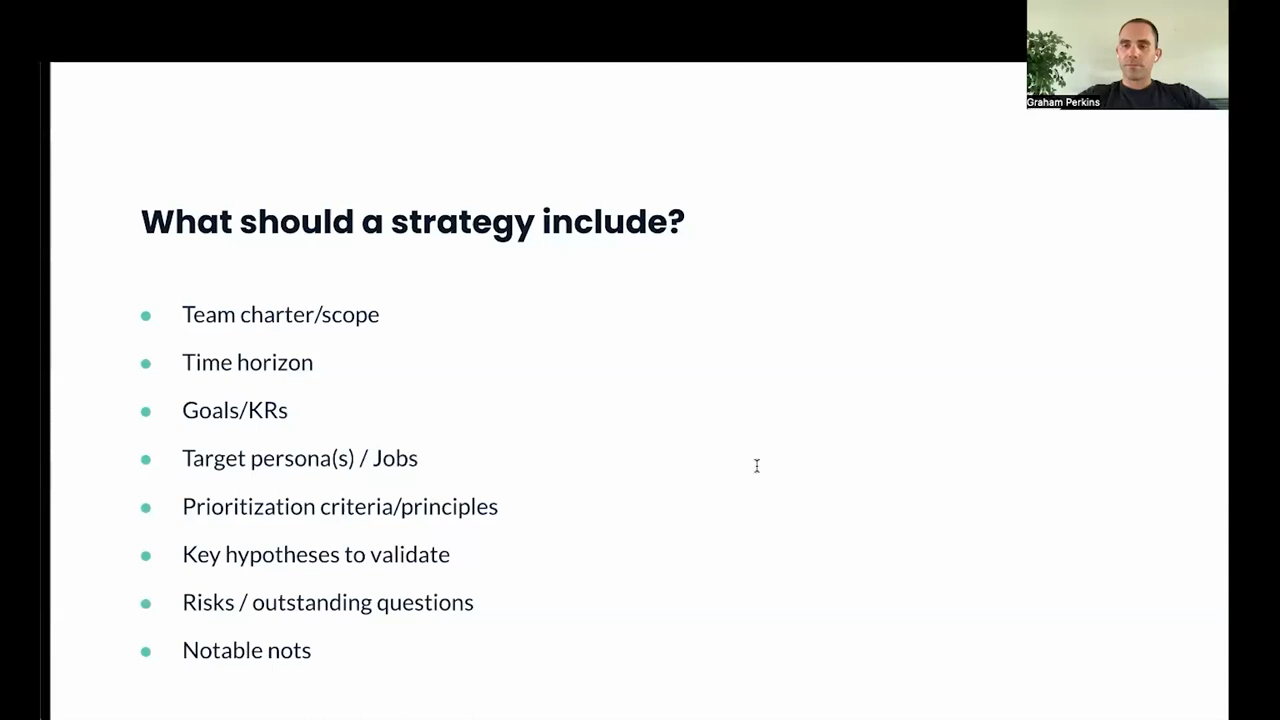 Graham Perkins
What should a strategy include?
Team charter/scope
Time horizon
Goals/KRs
Target persona(s) / Jobs
Prioritization criteria/principles
Key hypotheses to validate
Risks / outstanding questions
Notable nots